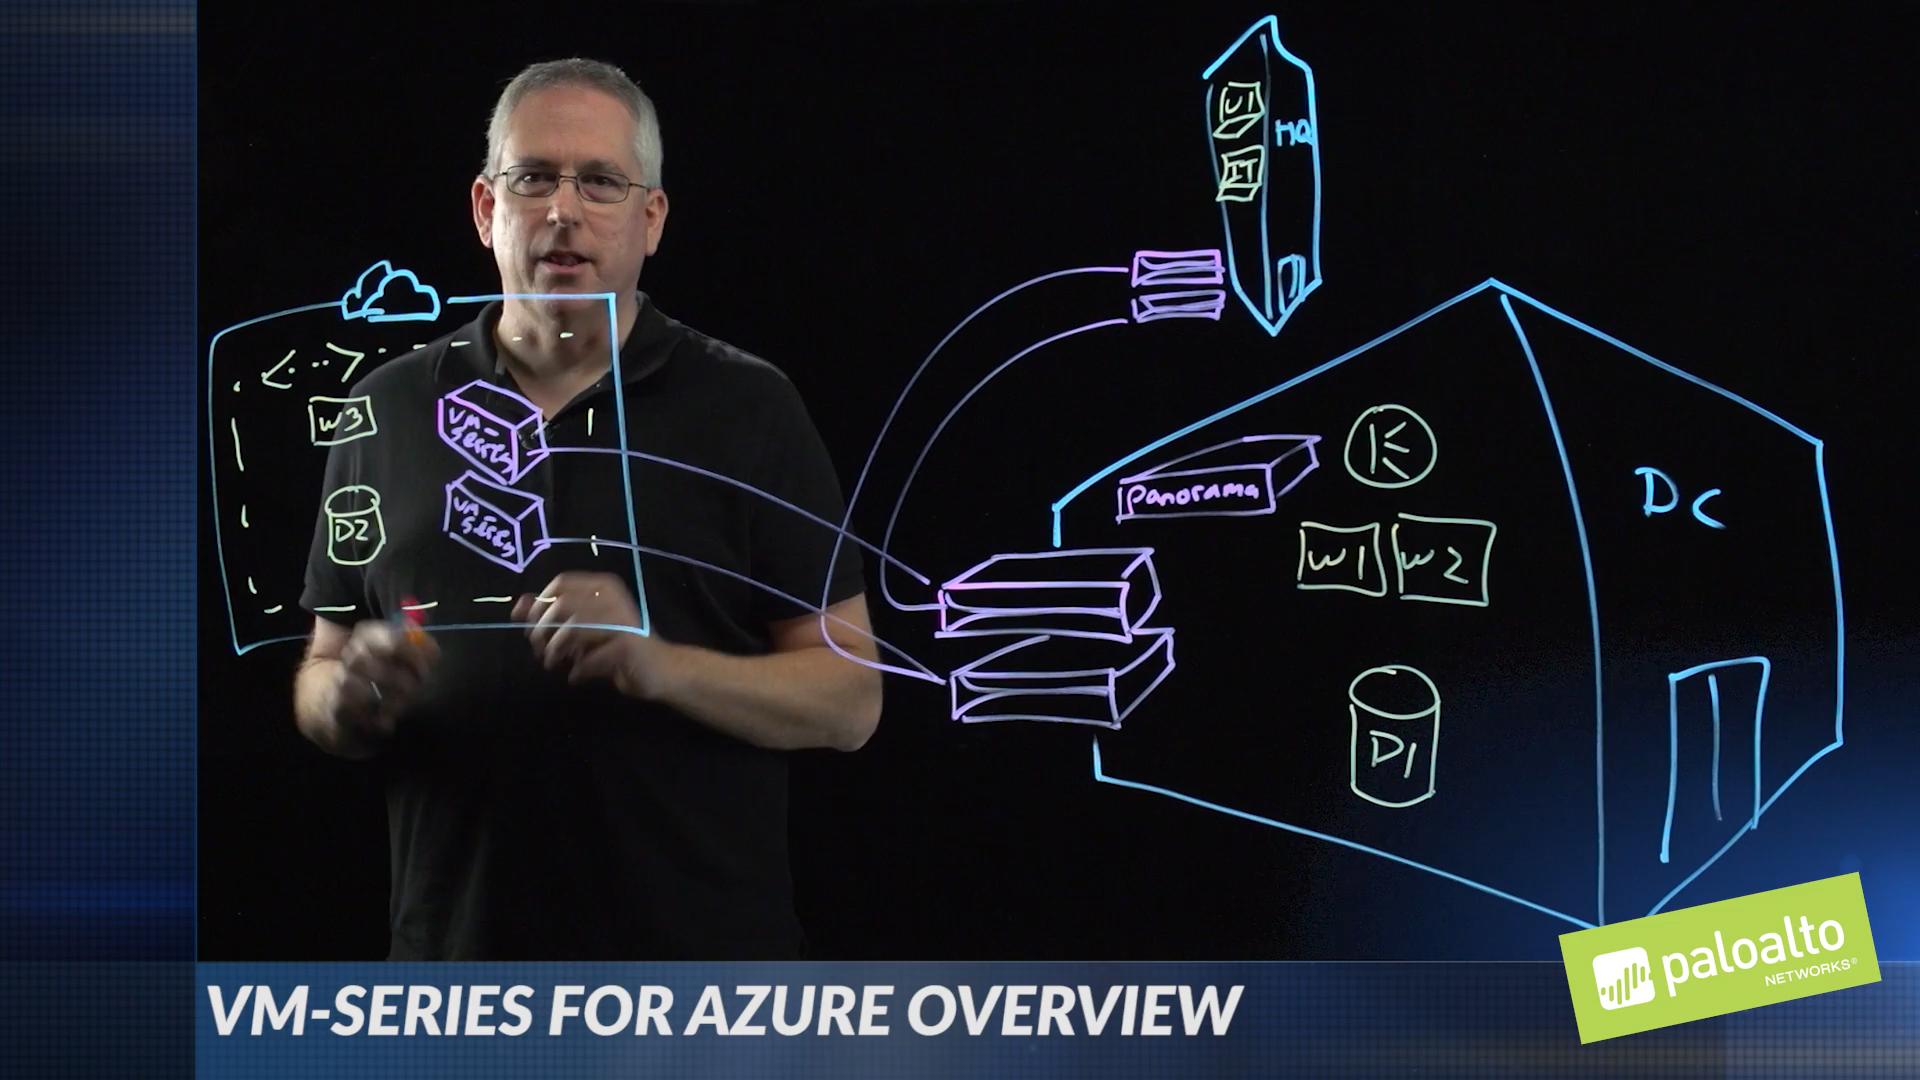 U1
HQ
IT
W3
VM-
Series
D2
VM-
Series
Panorama
K
DC
W1
W2
D1
paloalto
NETWORKS®
VM-SERIES FOR AZURE OVERVIEW